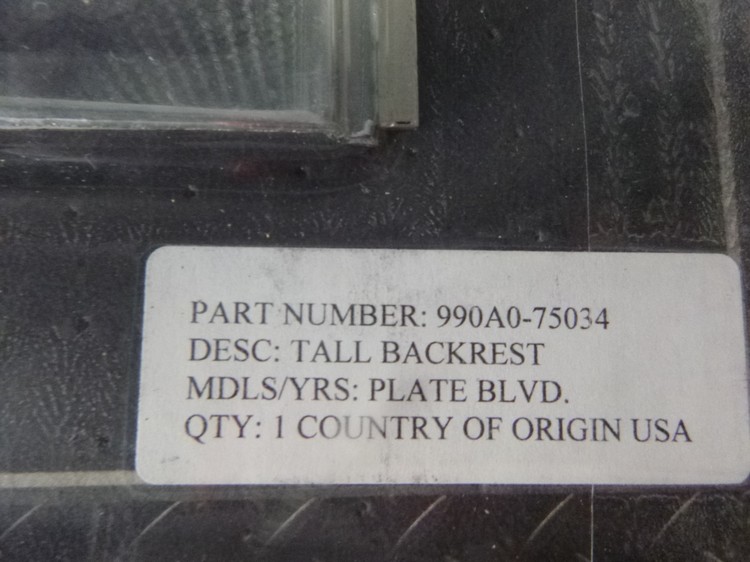 PART NUMBER: 990A0-75034
DESC: TALL BACKREST
MDLS/YRS: PLATE BLVD.
QTY: 1 COUNTRY OF ORIGIN USA